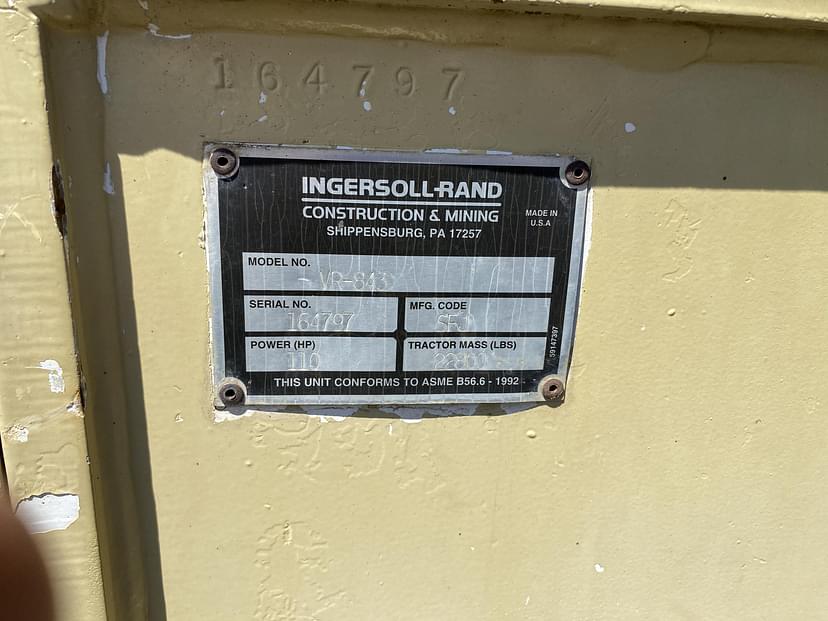 164797
INGERSOLL-RAND
CONSTRUCTION & MINING
SHIPPENSBURG, PA 17257
MADE IN
U.S.A
MODEL NO.
VR-843
SERIAL NO.
164797
MFG. CODE
SFJ
POWER (HP)
110
TRACTOR MASS (LBS)
59147397
THIS UNIT CONFORMS TO ASME B56.6 - 1992